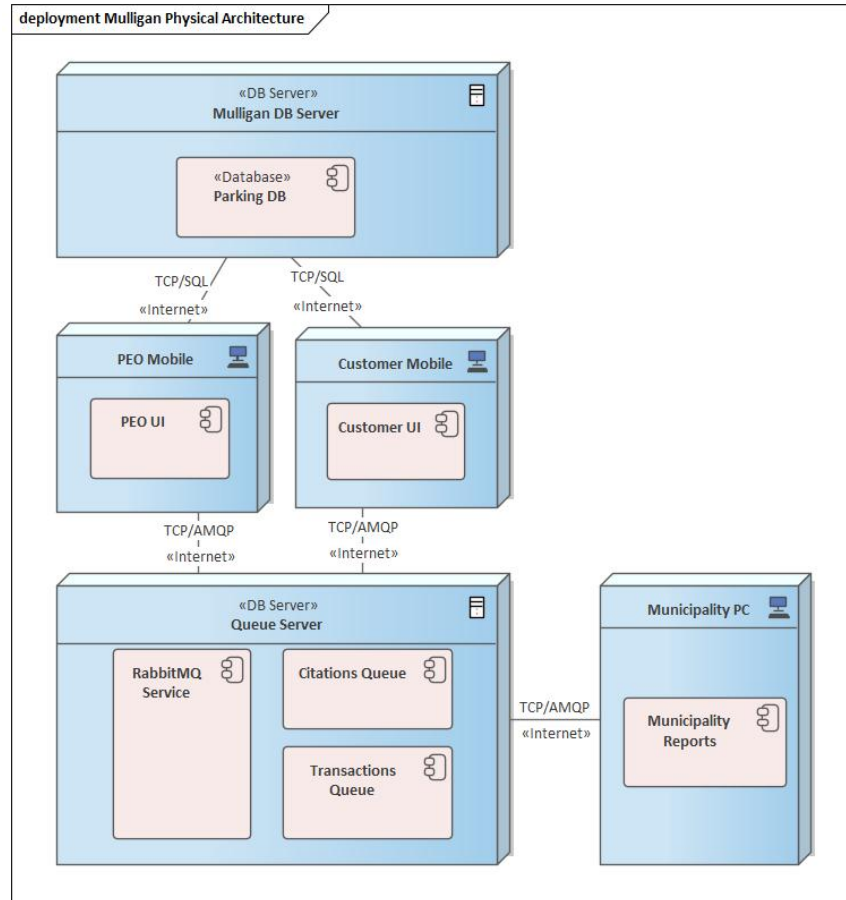 deployment Mulligan Physical Architecture
«DB Server»
Mulligan DB Server
«Database»
Parking DB
TCP/SQL
«Internet»
TCP/SQL
«Internet»
PEO Mobile
PEO UI
Customer Mobile
Customer UI
TCP/AMQP
«Internet»
TCP/AMQP
«Internet»
«DB Server»
Queue Server
RabbitMQ
Service
Citations Queue
Transactions
Queue
TCP/AMQP
«Internet»
Municipality PC
Municipality
Reports